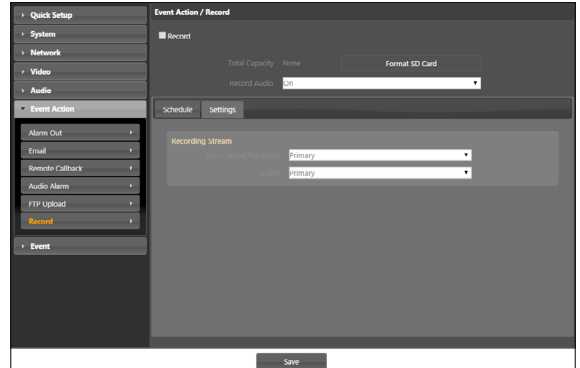 Quick Setup
System
Network
Video
Audio
Event Action
Alarm Out
Email
Remote Callback
Audio Alarm
FTP Upload
Record
Event
Event Action / Record
Record
Total Capacity None Format SD Card
Record Audio On
Schedule Settings
Recording Stream
Primary
Event Primary
Save